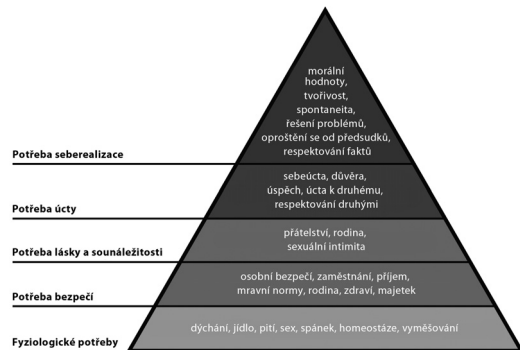 morální
hodnoty,
tvořivost,
spontaneita,
řešení problémů,
oproštění se od předsudků,
respektování faktů
Potřeba seberealizace
sebeúcta, důvěra,
úspěch, úcta k druhému,
respektování druhými
Potřeba úcty
přátelství, rodina,
sexuální intimita
Potřeba lásky a sounáležitosti
osobní bezpečí, zaměstnání, příjem,
mravní normy, rodina, zdraví, majetek
Potřeba bezpečí
dýchání, jídlo, pití, sex, spánek, homeostáze, vyměšování
Fyziologické potřeby